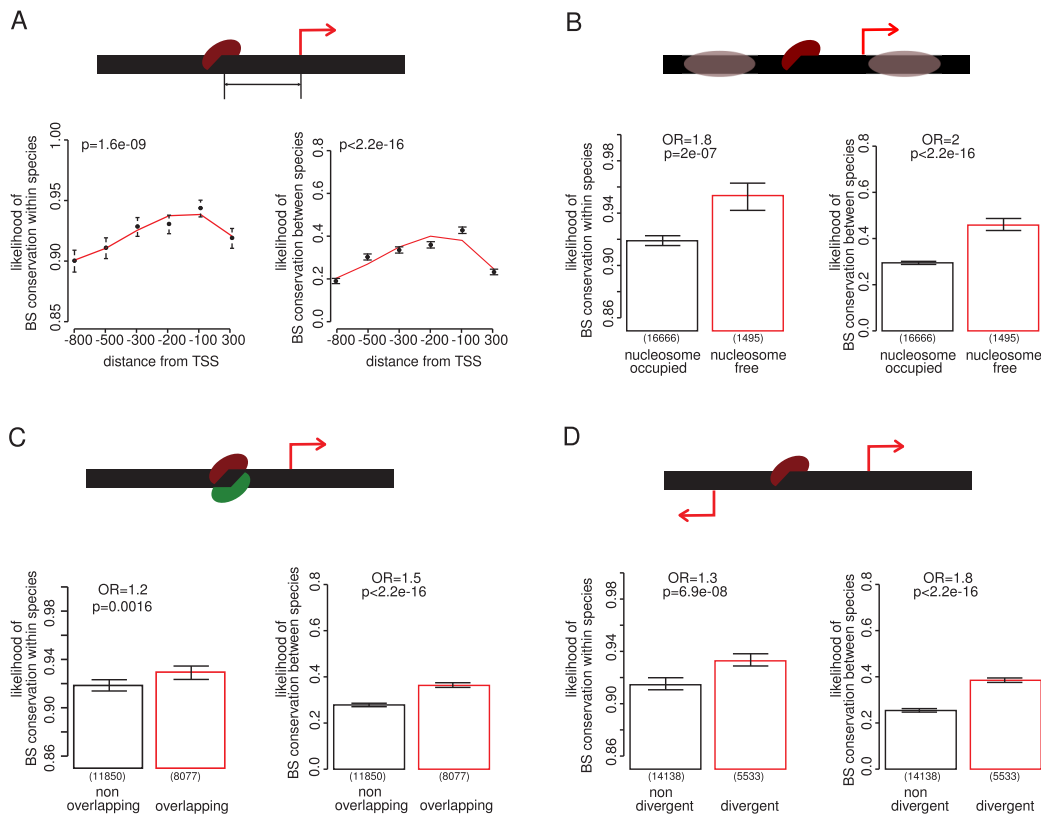 A
p=1.6e-09
likelihood of
BS conservation within species
1.00
0.95
0.90
0.85
-800 -500 -300 -200 -100 300
distance from TSS
p<2.2e-16
likelihood of
BS conservation between species
0.8
0.6
0.4
0.2
0.0
-800 -500 -300 -200 -100 300
distance from TSS
B
OR=1.8
p=2e-07
likelihood of
BS conservation within species
0.98
0.94
0.90
0.86
(16666) (1495)
nucleosome nucleosome
occupied free
OR=2
p<2.2e-16
likelihood of
BS conservation between species
0.8
0.6
0.4
0.2
0.0
(16666) (1495)
nucleosome nucleosome
occupied free
C
OR=1.2
p=0.0016
likelihood of
BS conservation within species
0.98
0.94
0.90
0.86
(11850) (8077)
non
overlapping overlapping
OR=1.5
p<2.2e-16
likelihood of
BS conservation between species
0.8
0.6
0.4
0.2
0.0
(11850) (8077)
non
overlapping overlapping
D
OR=1.3
p=6.9e-08
likelihood of
BS conservation within species
0.98
0.94
0.90
0.86
(14138) (5533)
non
divergent divergent
OR=1.8
p<2.2e-16
likelihood of
BS conservation between species
0.8
0.6
0.4
0.2
0.0
(14138) (5533)
non
divergent divergent